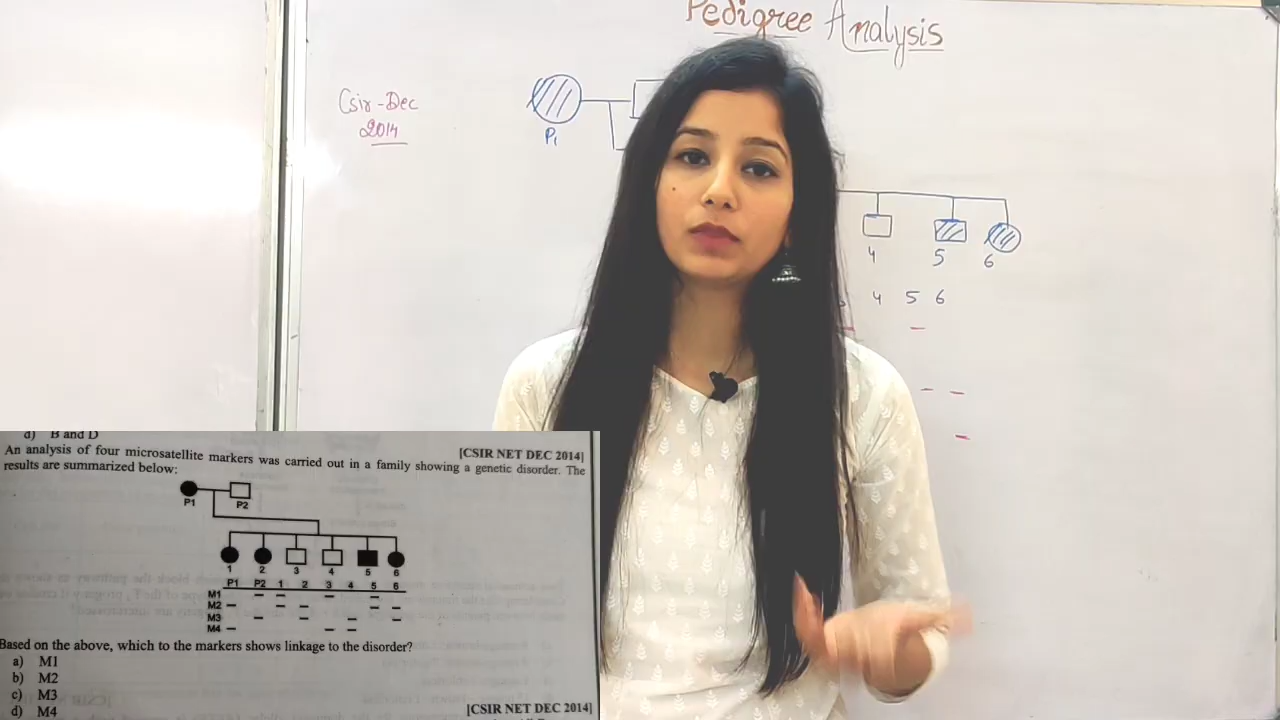 Pedigree Analysis
Csir-Dec
2014
P1
4 5 6
4 5 6
d) B and D
[CSIR NET DEC 2014]
An analysis of four microsatellite markers was carried out in a family showing a genetic disorder. The
results are summarized below:
P1 P2
1 2 3 4 5 6
P1 P2 1 2 3 4 5 6
M1
M2
M3
M4
Based on the above, which to the markers shows linkage to the disorder?
a) M1
b) M2
c) M3
d) M4
[CSIR NET DEC 2014]